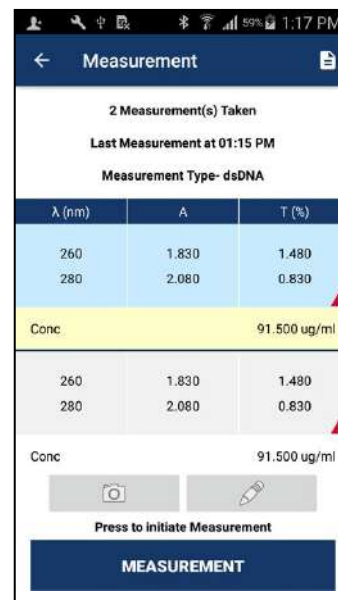 59% 1:17 PM
Measurement
2 Measurement(s) Taken
Last Measurement at 01:15 PM
Measurement Type- dsDNA
λ (nm) A T (%)
260 1.830 1.480
280 2.080 0.830
Conc 91.500 ug/ml
260 1.830 1.480
280 2.080 0.830
Conc 91.500 ug/ml
Press to initiate Measurement
MEASUREMENT